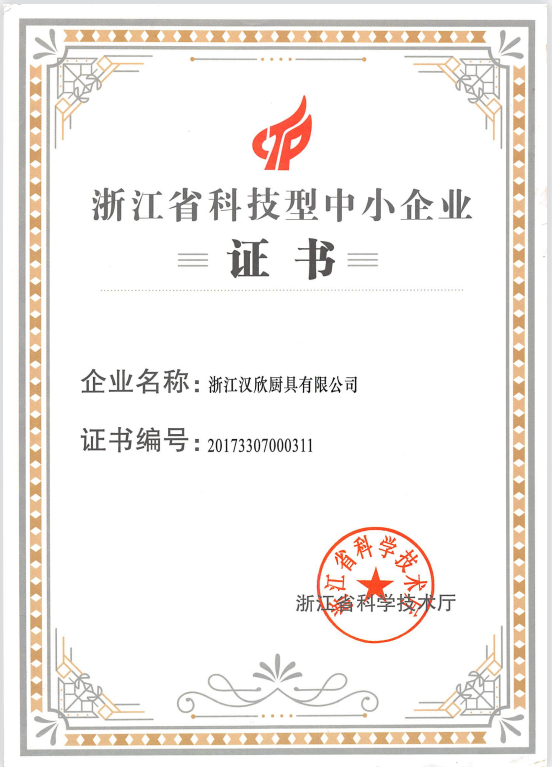 CTP
浙江省科技型中小企业
证书
企业名称：浙江汉欣厨具有限公司
证书编号：20173307000311
浙江省科学技术厅
浙江省科学技术厅